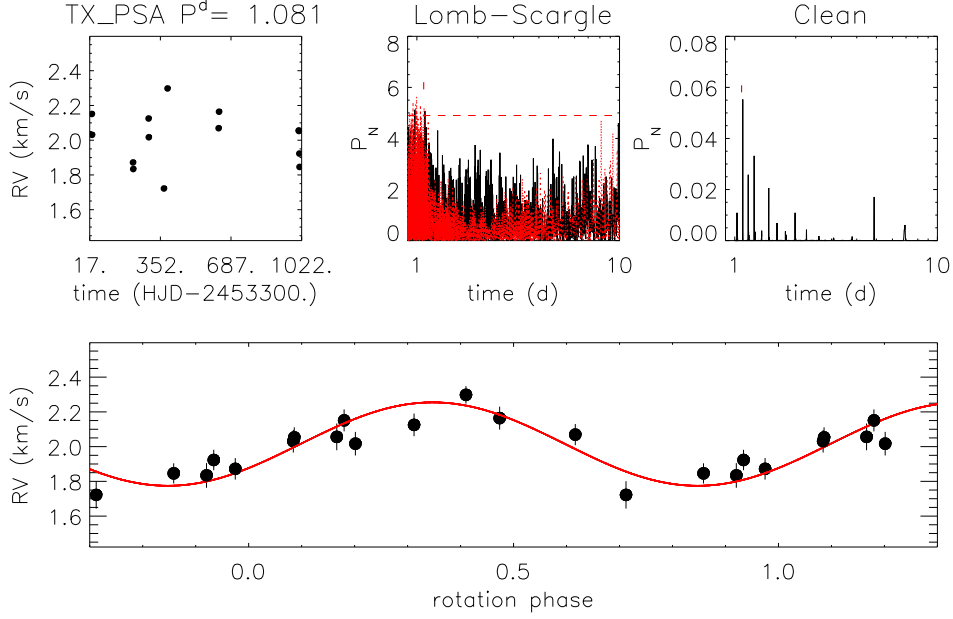 TX_PSA P^d= 1.081
Lomb-Scargle
Clean
RV (km/s)
2.4
2.2
2.0
1.8
1.6
17. 352. 687. 1022.
time (HJD-2453300.)
P_N
8
6
4
2
0
1 10
time (d)
P_N
0.08
0.06
0.04
0.02
0.00
1 10
time (d)
RV (km/s)
2.4
2.2
2.0
1.8
1.6
0.0 0.5 1.0
rotation phase